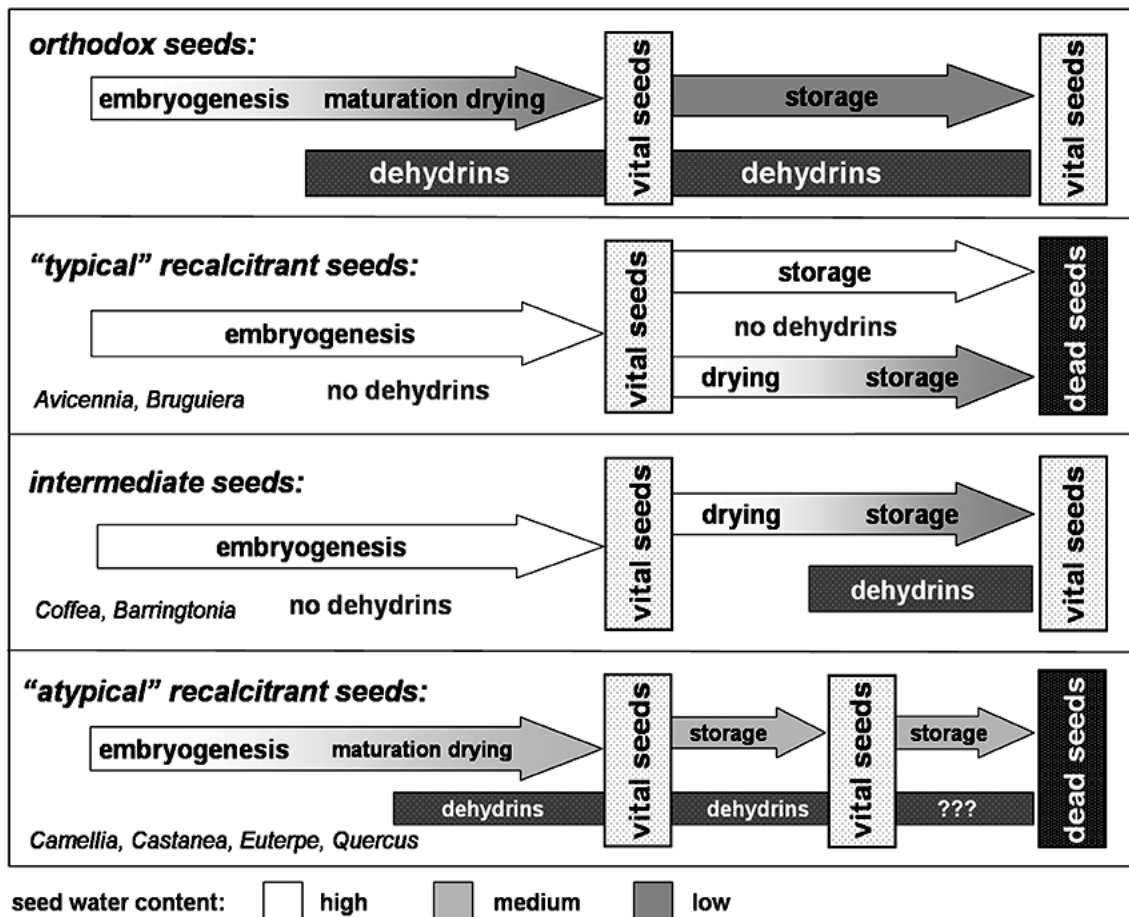 orthodox seeds:
embryogenesis maturation drying
vital seeds
storage
vital seeds
dehydrins
dehydrins
“typical” recalcitrant seeds:
embryogenesis
Avicennia, Bruguiera
no dehydrins
vital seeds
storage
no dehydrins
drying storage
dead seeds
intermediate seeds:
embryogenesis
Coffea, Barringtonia
no dehydrins
vital seeds
drying storage
dehydrins
vital seeds
“atypical” recalcitrant seeds:
embryogenesis maturation drying
dehydrins
Camellia, Castanea, Euterpe, Quercus
vital seeds
storage
dehydrins
vital seeds
storage
???
dead seeds
seed water content: high medium low